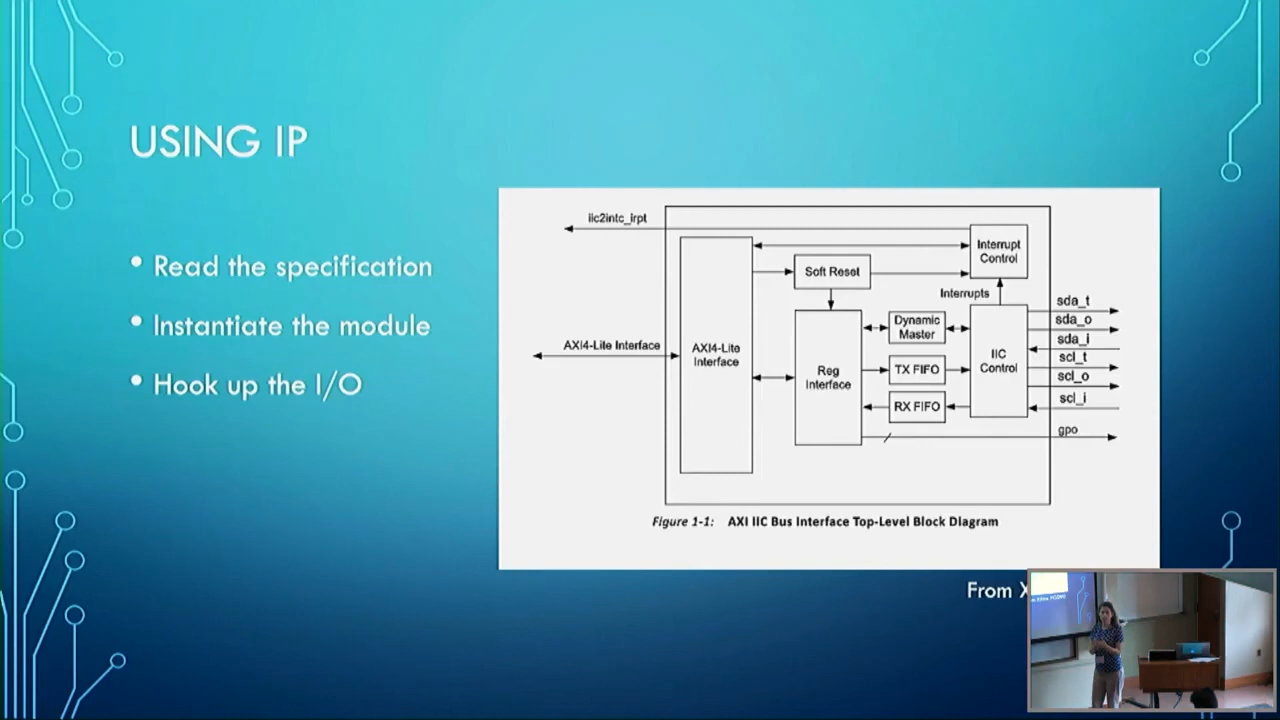 USING IP
• Read the specification
• Instantiate the module
• Hook up the I/O
iic2intc_irpt
Interrupt
Control
Soft Reset
Interrupts
AXI4-Lite Interface
AXI4-Lite
Interface
Reg
Interface
Dynamic
Master
TX FIFO
RX FIFO
IIC
Control
sda_t
sda_o
sda_i
scl_t
scl_o
scl_i
gpo
Figure 1-1: AXI IIC Bus Interface Top-Level Block Diagram
From